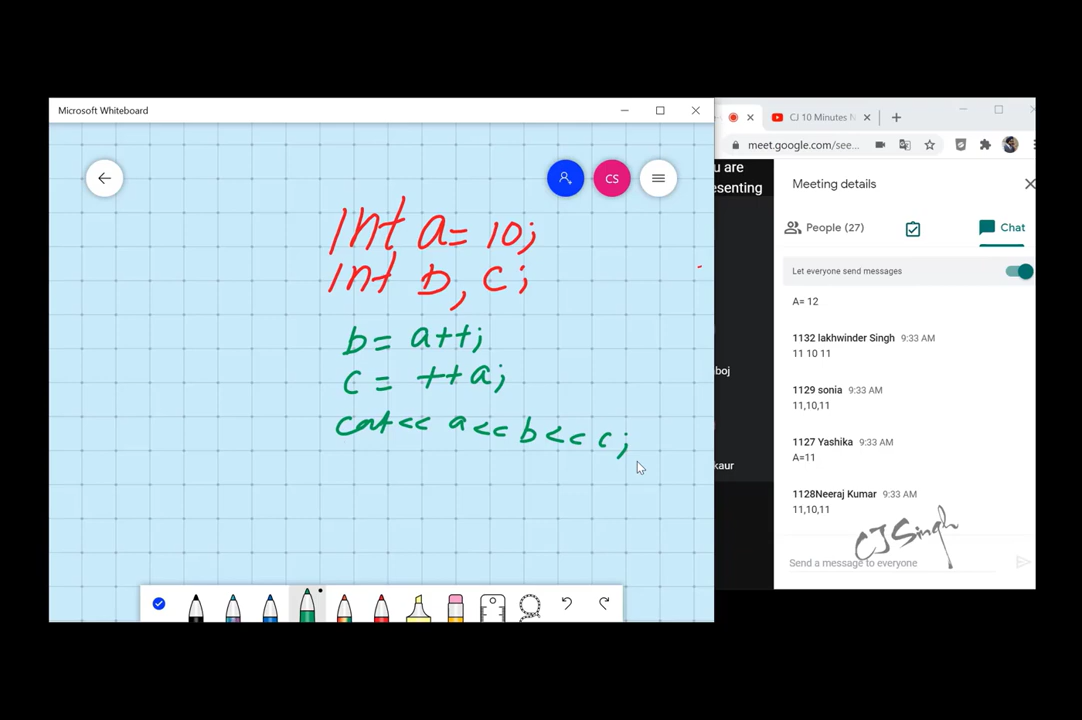 Microsoft Whiteboard
CS
Int a= 10;
Int b, c;
b= a++;
c = ++a;
cout<< a<< b<< c;
CJ 10 Minutes N
meet.google.com/see...
u are
esenting
boj
kaur
Meeting details
People (27)
Chat
Let everyone send messages
A= 12
1132 lakhwinder Singh 9:33 AM
11 10 11
1129 sonia 9:33 AM
11,10,11
1127 Yashika 9:33 AM
A=11
1128Neeraj Kumar 9:33 AM
11,10,11
CJSingh
Send a message to everyone